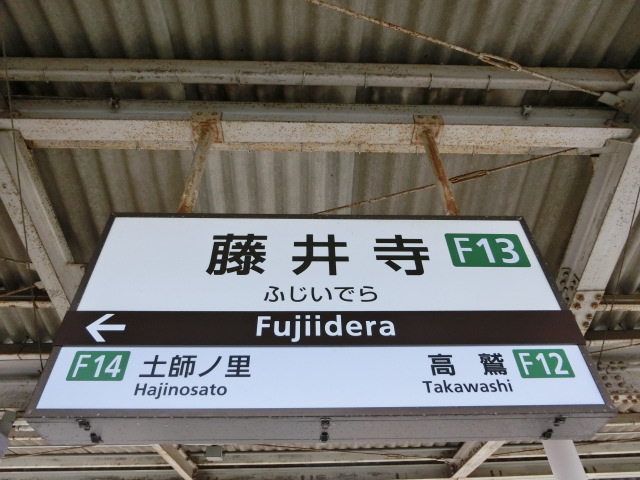 藤井寺 F13
ふじいでら
← Fujiidera
F14 土師ノ里 高鷲 F12
Hajinosato Takawashi